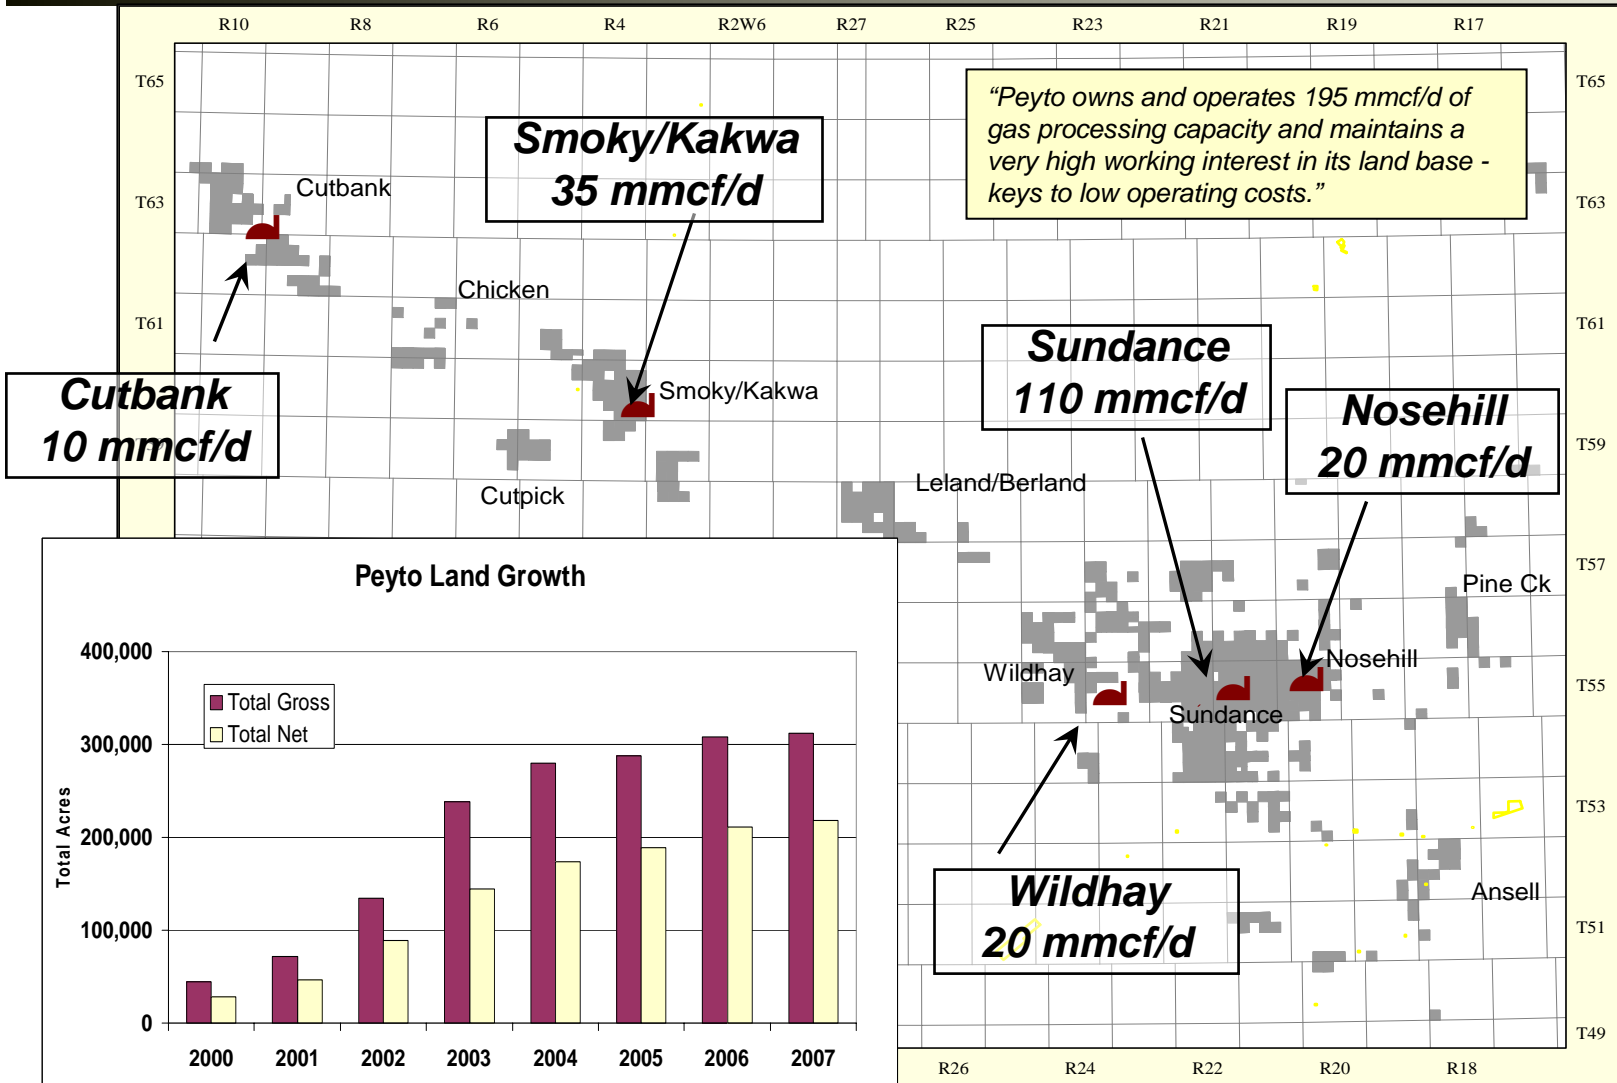 R10 R8 R6 R4 R2W6 R27 R25 R23 R21 R19 R17
T65 T65
"Peyto owns and operates 195 mmcf/d of
gas processing capacity and maintains a
very high working interest in its land base -
keys to low operating costs."
Smoky/Kakwa
35 mmcf/d
Cutbank
T63 T63
Chicken
T61 T61
Sundance
110 mmcf/d
Smoky/Kakwa
Cutbank
10 mmcf/d
Nosehill
20 mmcf/d
T59
Cutpick
Leland/Berland
T57
Pine Ck
Wildhay
Nosehill
T55
Sundance
T53
Wildhay
20 mmcf/d
Ansell
T51
T49
R26 R24 R22 R20 R18
Peyto Land Growth
Total Acres
400,000
300,000
200,000
100,000
0
Total Gross
Total Net
2000 2001 2002 2003 2004 2005 2006 2007